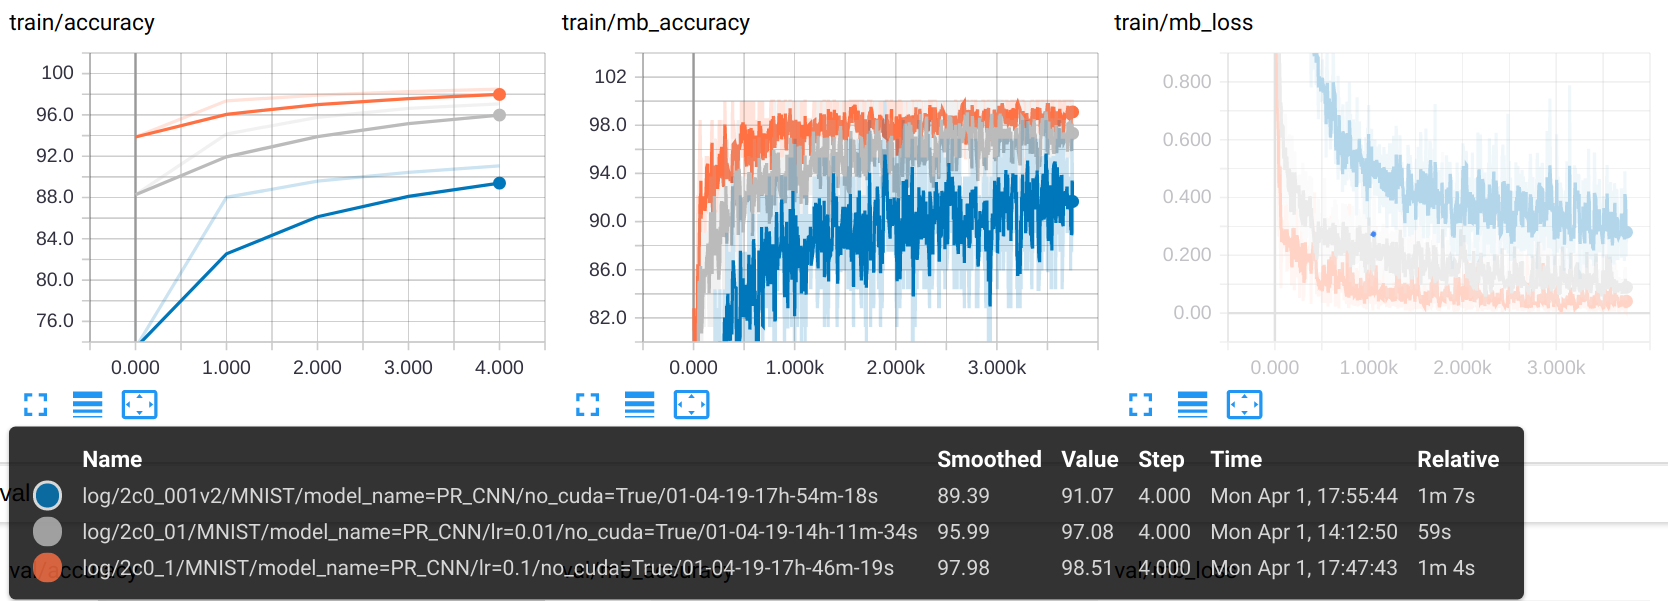 train/accuracy
100
96.0
92.0
88.0
84.0
80.0
76.0
0.000 1.000 2.000 3.000 4.000
train/mb_accuracy
102
98.0
94.0
90.0
86.0
82.0
0.000 1.000k 2.000k 3.000k
train/mb_loss
0.800
0.600
0.400
0.200
0.00
0.000 1.000k 2.000k 3.000k
Name Smoothed Value Step Time Relative
val
log/2c0_001v2/MNIST/model_name=PR_CNN/no_cuda=True/01-04-19-17h-54m-18s 89.39 91.07 4.000 Mon Apr 1, 17:55:44 1m 7s
log/2c0_01/MNIST/model_name=PR_CNN/lr=0.01/no_cuda=True/01-04-19-14h-11m-34s 95.99 97.08 4.000 Mon Apr 1, 14:12:50 59s
log/2c0_1/MNIST/model_name=PR_CNN/lr=0.1/no_cuda=True/01-04-19-17h-46m-19s 97.98 98.51 4.000 Mon Apr 1, 17:47:43 1m 4s
val/accuracy val/mb_accuracy val/mb_loss